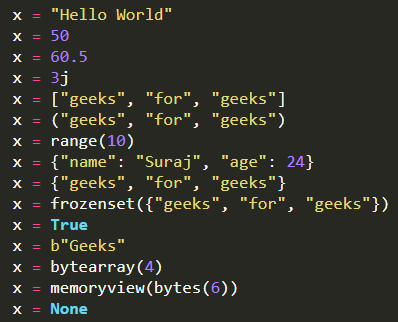 x = "Hello World"
x = 50
x = 60.5
x = 3j
x = ["geeks", "for", "geeks"]
x = ("geeks", "for", "geeks")
x = range(10)
x = {"name": "Suraj", "age": 24}
x = {"geeks", "for", "geeks"}
x = frozenset({"geeks", "for", "geeks"})
x = True
x = b"Geeks"
x = bytearray(4)
x = memoryview(bytes(6))
x = None